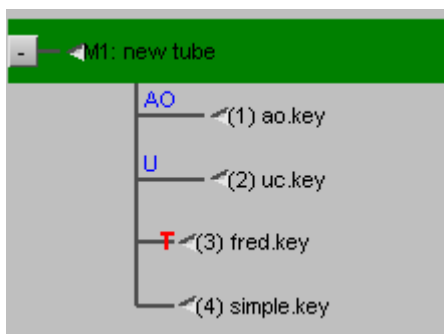 - M1: new tube
AO
(1) ao.key
U
(2) uc.key
T (3) fred.key
(4) simple.key